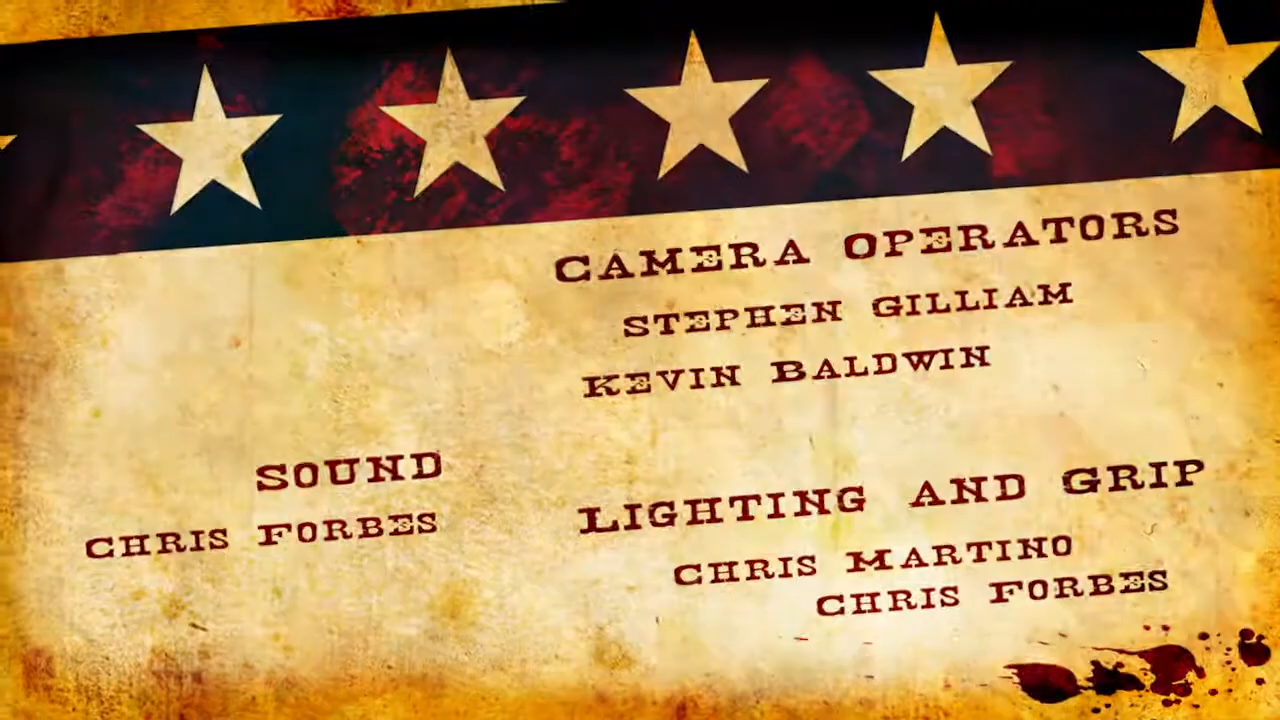 CAMERA OPERATORS
STEPHEN GILLIAM
KEVIN BALDWIN
SOUND
CHRIS FORBES
LIGHTING AND GRIP
CHRIS MARTINO
CHRIS FORBES